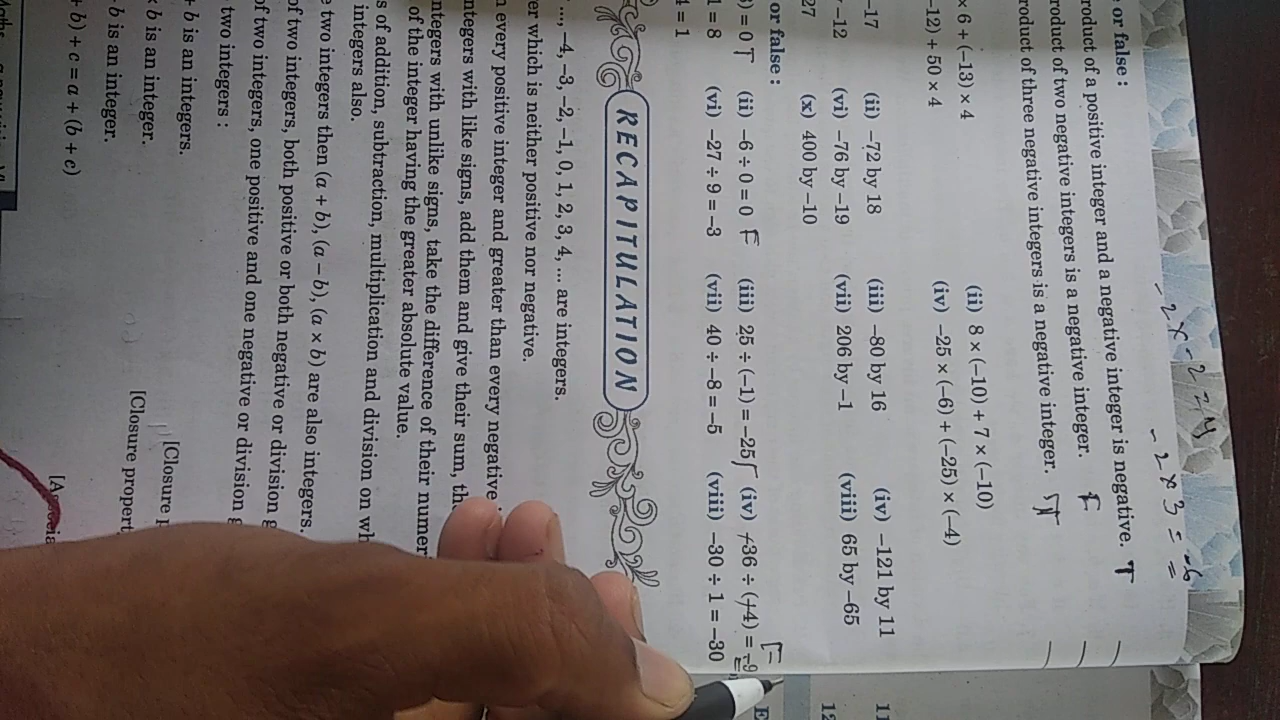 -2 × -2 = 4
-2 × 3 = -6
or false :
roduct of a positive integer and a negative integer is negative. T
roduct of two negative integers is a negative integer. F
roduct of three negative integers is a negative integer. T
× 6 + (–13) × 4 (ii) 8 × (–10) + 7 × (–10)
–12) + 50 × 4 (iv) –25 × (–6) + (–25) × (–4)
–17 (ii) –72 by 18 (iii) –80 by 16 (iv) –121 by 11
–12 (vi) –76 by –19 (vii) 206 by –1 (viii) 65 by –65
27 (x) 400 by –10
or false :
) = 0 T (ii) –6 ÷ 0 = 0 F (iii) 25 ÷ (–1) = –25 T (iv) –36 ÷ (–4) = –9 F
1 = 8 (vi) –27 ÷ 9 = –3 (vii) 40 ÷ –8 = –5 (viii) –30 ÷ 1 = –30
4 = 1
RECAPITULATION
..., –4, –3, –2, –1, 0, 1, 2, 3, 4, ... are integers.
er which is neither positive nor negative.
n every positive integer and greater than every negative
ntegers with like signs, add them and give their sum, the
ntegers with unlike signs, take the difference of their numer
of the integer having the greater absolute value.
s of addition, subtraction, multiplication and division on wh
integers also.
e two integers then (a + b), (a – b), (a × b) are also integers.
of two integers, both positive or both negative or division
of two integers, one positive and one negative or division
two integers :
+ b is an integers. [Closure
× b is an integer. [Closure propert
– b is an integer.
+ b) + c = a + (b + c)
11
12
E